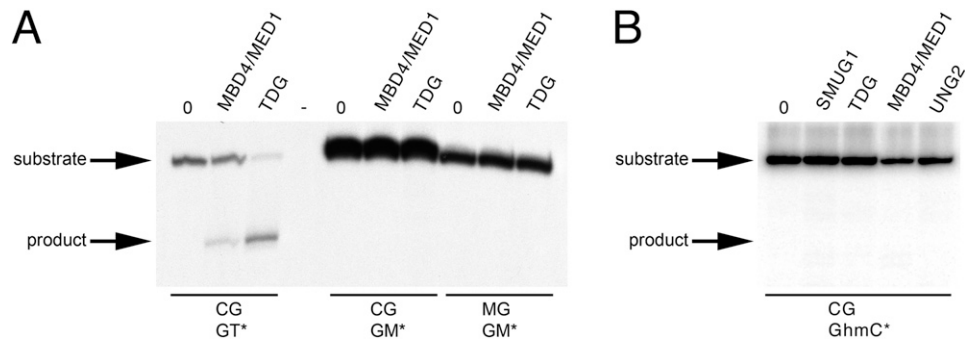 A
B
0 MBD4/MED1 TDG - 0 MBD4/MED1 TDG 0 MBD4/MED1 TDG
0 SMUG1 TDG MBD4/MED1 UNG2
substrate
substrate
product
product
CG CG MG
GT* GM* GM*
CG
GhmC*